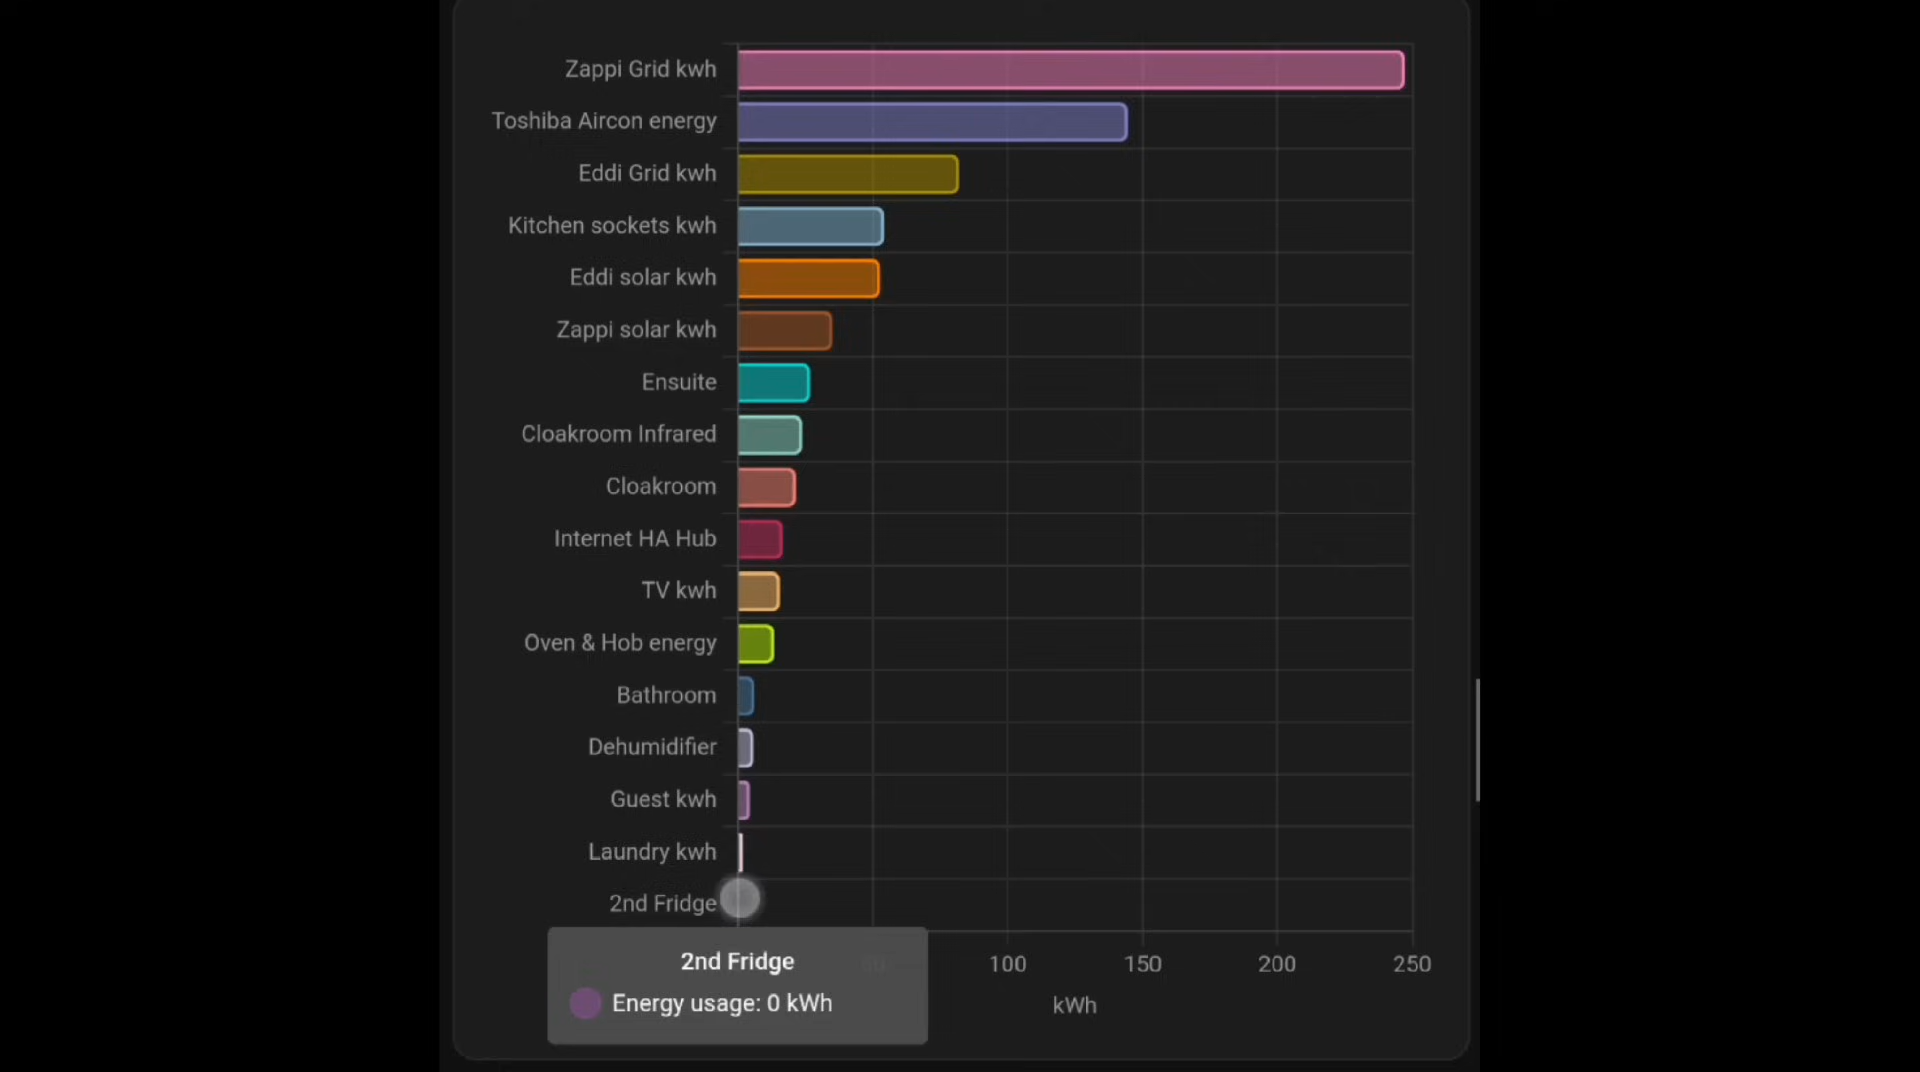 Zappi Grid kwh
Toshiba Aircon energy
Eddi Grid kwh
Kitchen sockets kwh
Eddi solar kwh
Zappi solar kwh
Ensuite
Cloakroom Infrared
Cloakroom
Internet HA Hub
TV kwh
Oven & Hob energy
Bathroom
Dehumidifier
Guest kwh
Laundry kwh
2nd Fridge
2nd Fridge
Energy usage: 0 kWh
50 100 150 200 250
kWh